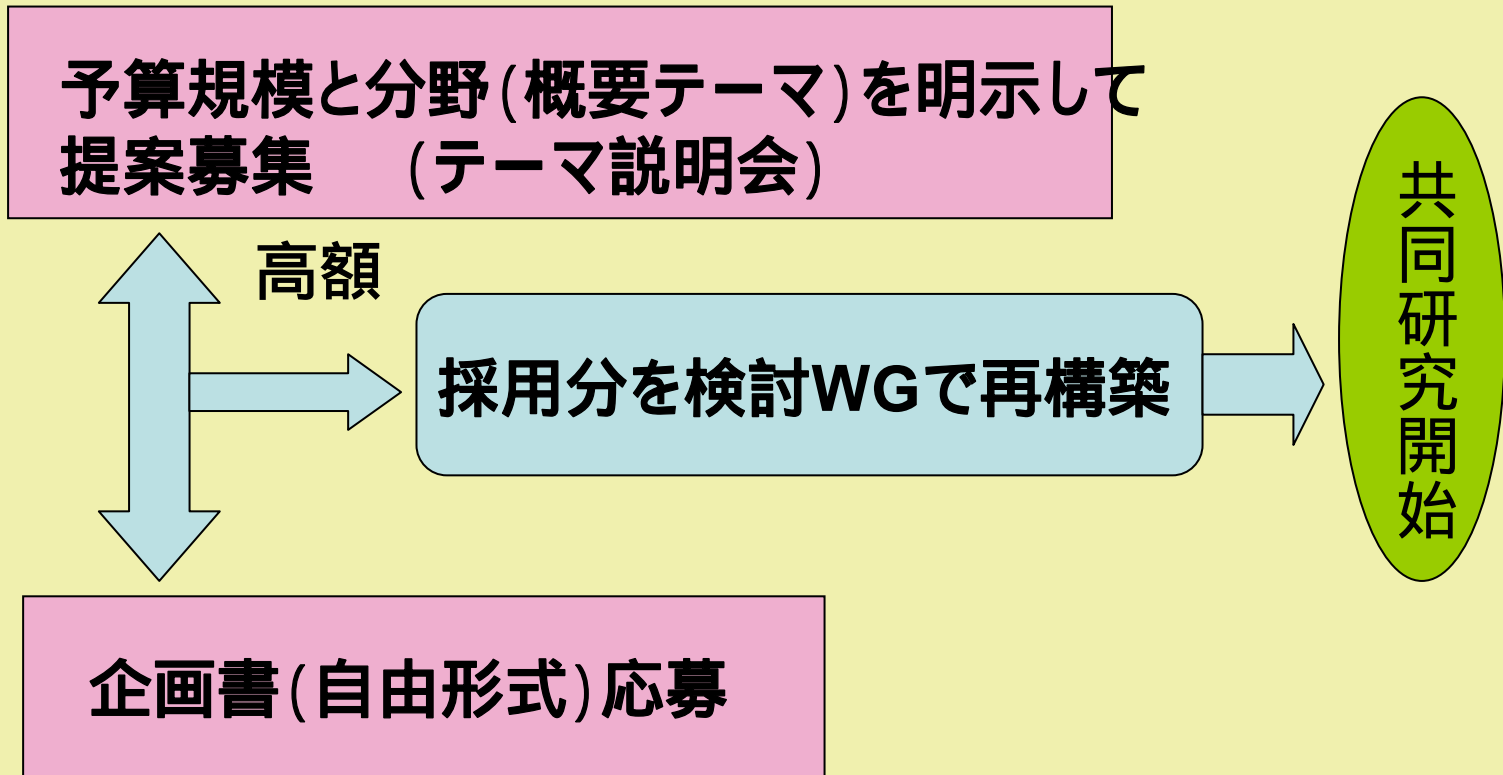 予算規模と分野(概要テーマ)を明示して
提案募集　(テーマ説明会)
高額
採用分を検討WGで再構築
共同研究開始
企画書(自由形式)応募